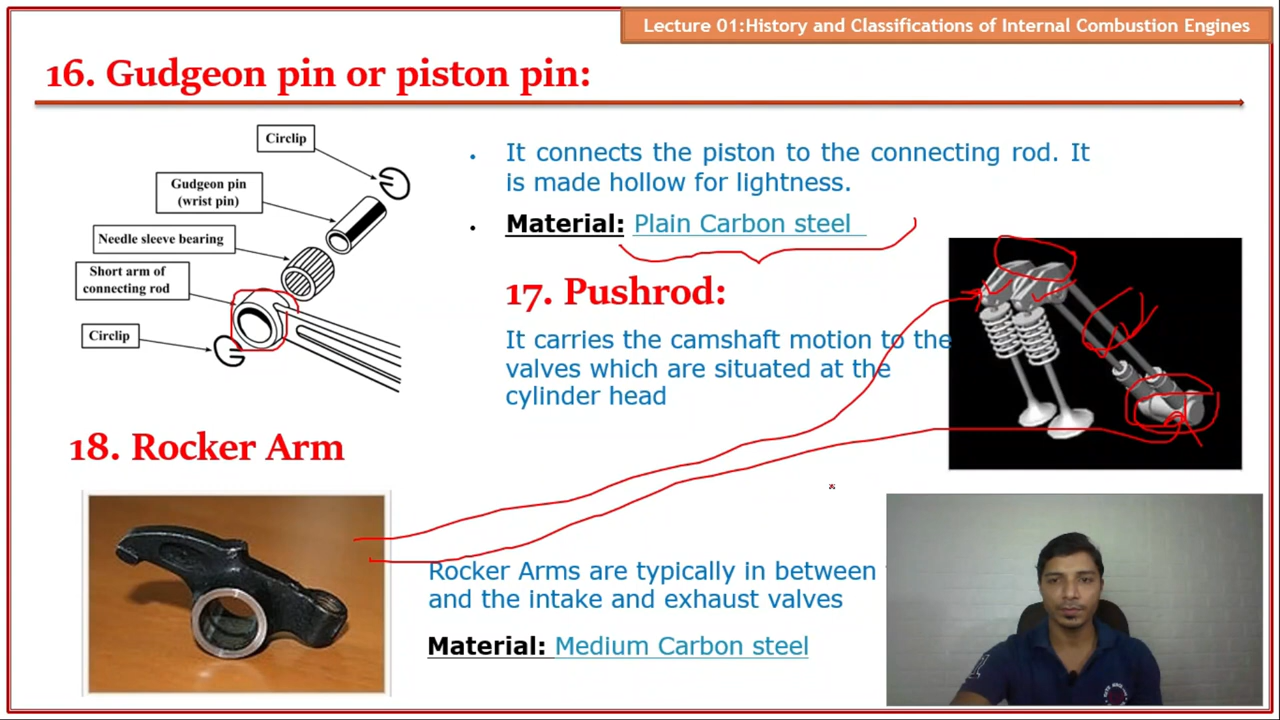 Lecture 01:History and Classifications of Internal Combustion Engines
16. Gudgeon pin or piston pin:
Circlip
Gudgeon pin
(wrist pin)
Needle sleeve bearing
Short arm of
connecting rod
Circlip
• It connects the piston to the connecting rod. It
is made hollow for lightness.
• Material: Plain Carbon steel
17. Pushrod:
It carries the camshaft motion to the
valves which are situated at the
cylinder head
18. Rocker Arm
Rocker Arms are typically in between
and the intake and exhaust valves
Material: Medium Carbon steel